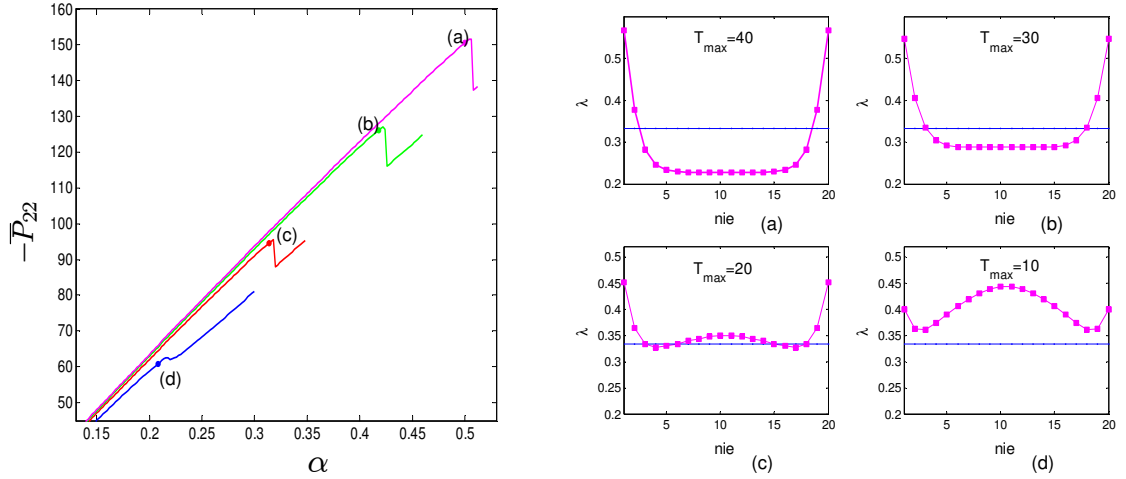 160
150
140
130
120
110
100
90
80
70
60
50
−P̅₂₂
(a)
(b)
(c)
(d)
0.15 0.2 0.25 0.3 0.35 0.4 0.45 0.5
α
T_max=40
0.5
0.4
0.3
0.2
λ
5 10 15 20
nie
(a)
T_max=30
0.5
0.4
0.3
0.2
λ
5 10 15 20
nie
(b)
T_max=20
0.5
0.45
0.4
0.35
0.3
0.25
0.2
λ
5 10 15 20
nie
(c)
T_max=10
0.5
0.45
0.4
0.35
0.3
0.25
0.2
λ
5 10 15 20
nie
(d)